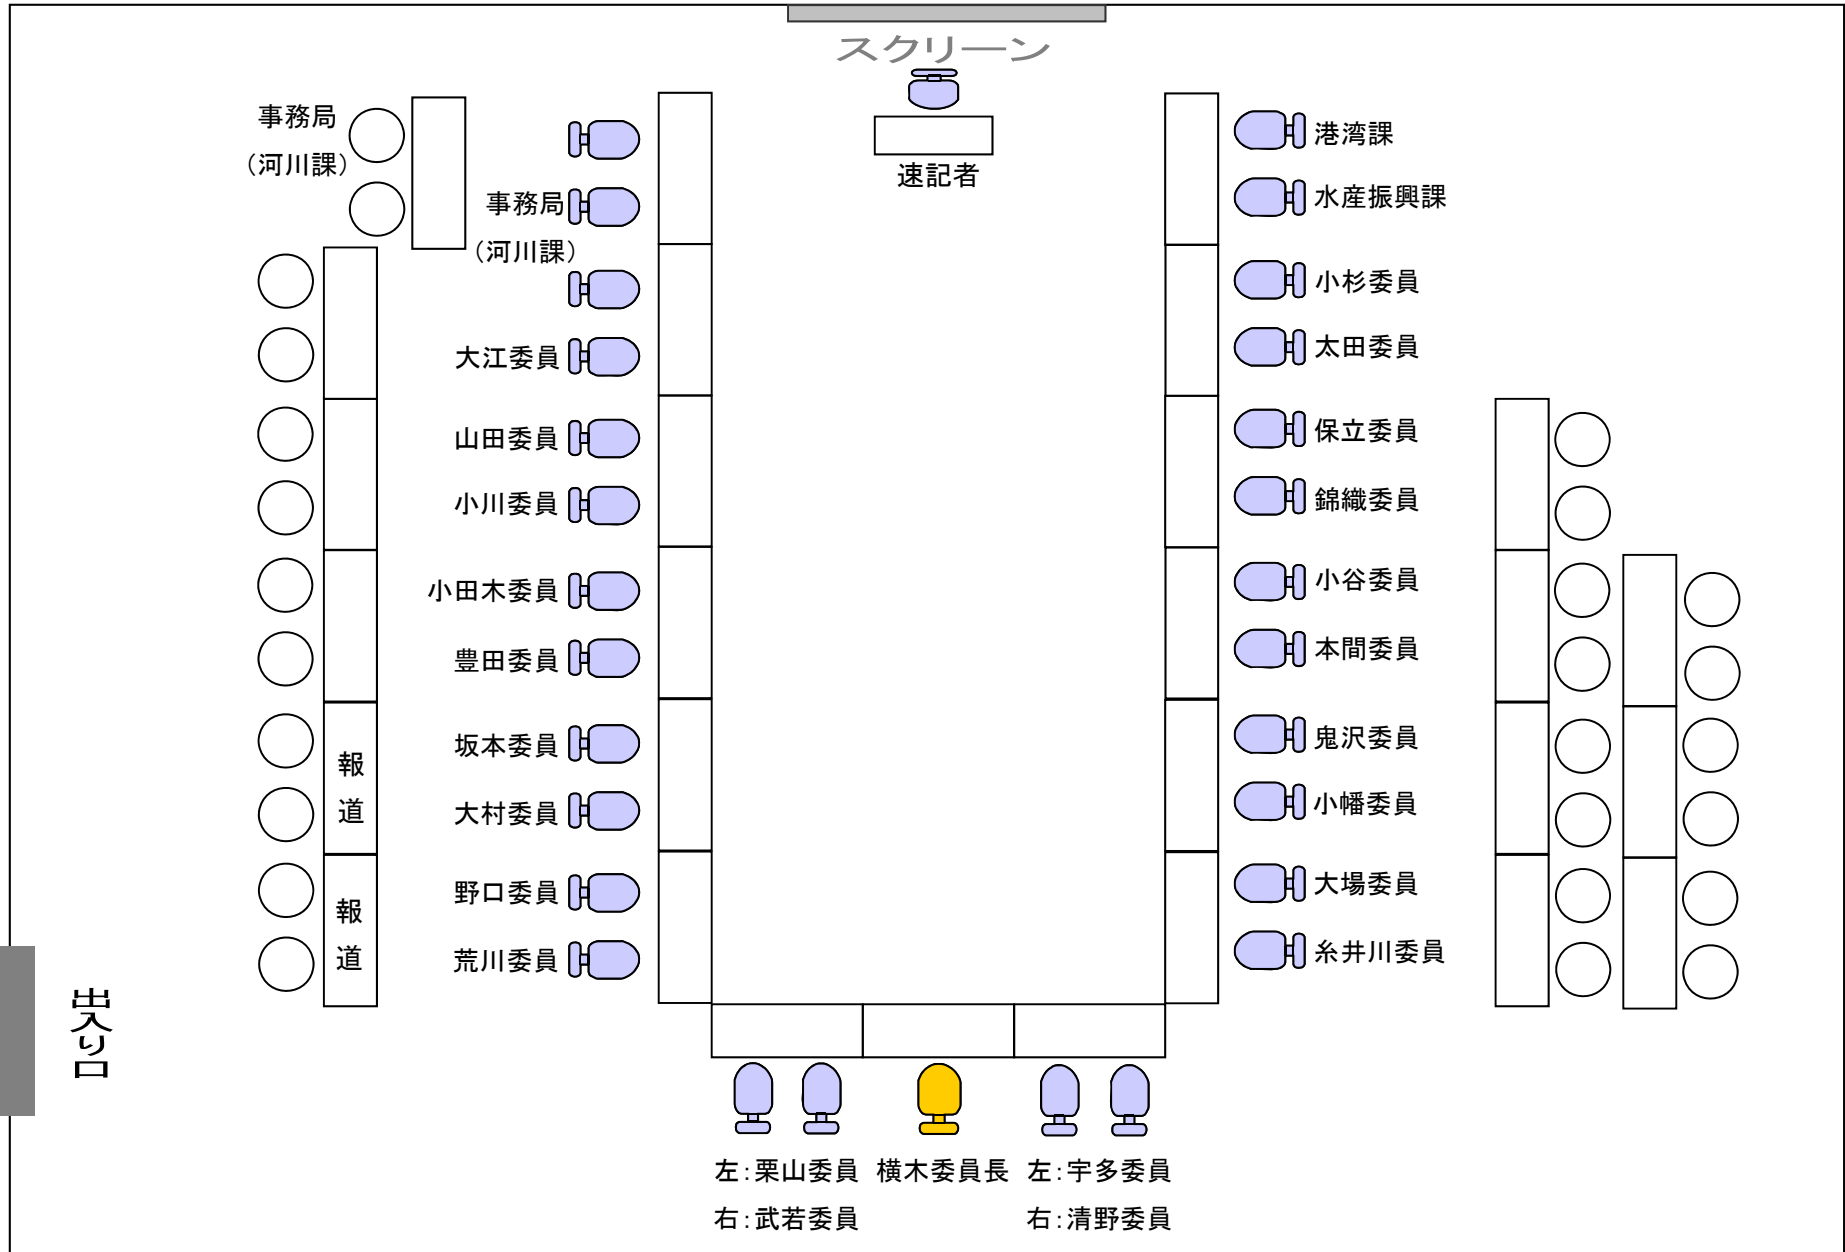 スクリーン
事務局
（河川課）
事務局
（河川課）
速記者
港湾課
水産振興課
小杉委員
大江委員
太田委員
山田委員
保立委員
小川委員
錦織委員
小田木委員
小谷委員
豊田委員
本間委員
坂本委員
鬼沢委員
大村委員
小幡委員
野口委員
大場委員
荒川委員
糸井川委員
報道
報道
出入り口
左：栗山委員
右：武若委員
横木委員長
左：宇多委員
右：清野委員